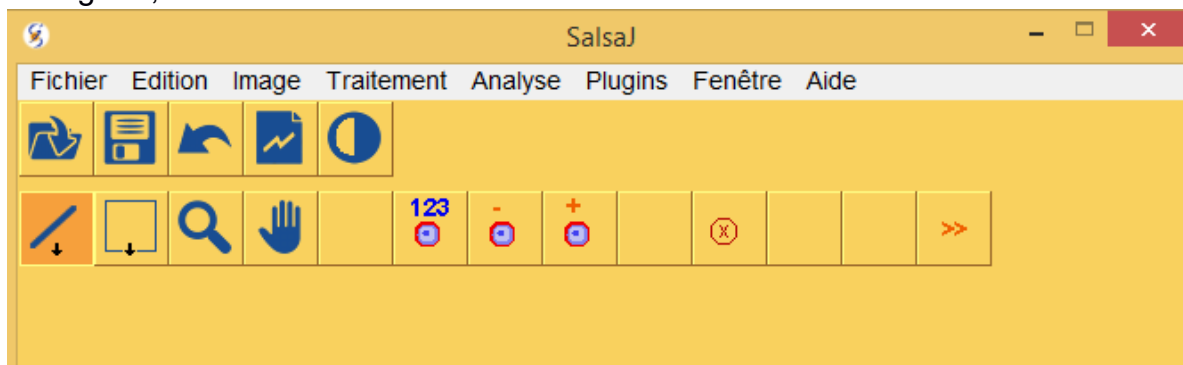 SalsaJ
Fichier Edition Image Traitement Analyse Plugins Fenêtre Aide
123
- +
X
>>